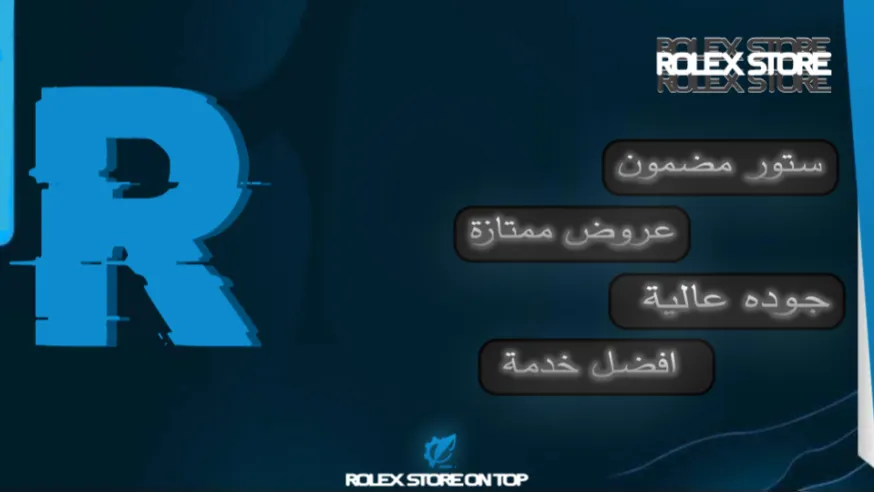 ROLEX STORE
ROLEX STORE
ROLEX STORE
R
ستور مضمون
عروض ممتازة
جوده عالية
افضل خدمة
ROLEX STORE ON TOP